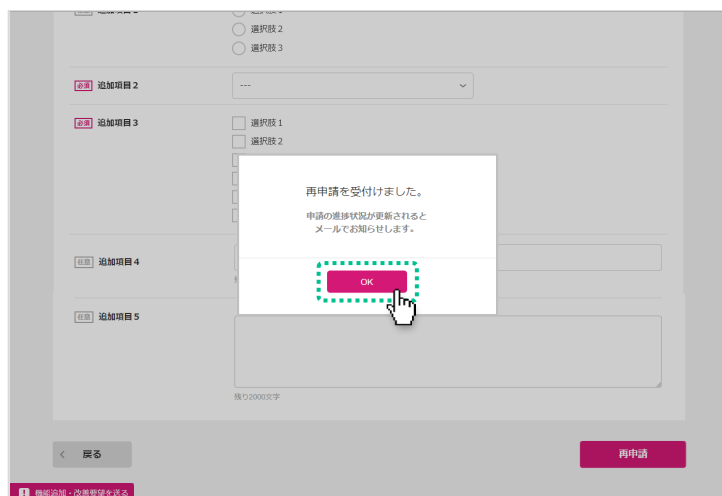 選択肢２
選択肢３
必須 追加項目２
---
必須 追加項目３
選択肢１
選択肢２
再申請を受付けました。
申請の進捗状況が更新されると
メールでお知らせします。
OK
任意 追加項目４
任意 追加項目５
残り2000文字
戻る
再申請
機能追加・改善要望を送る